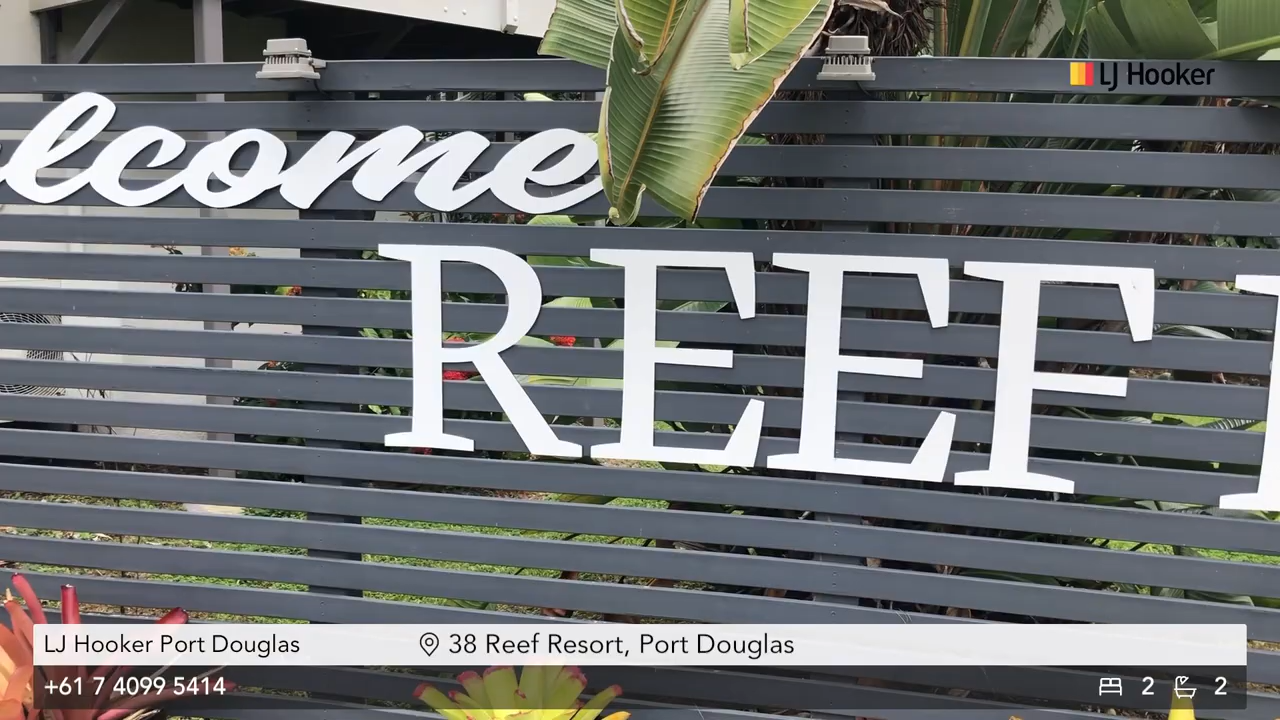 LJ Hooker
lcome
REEF
LJ Hooker Port Douglas
38 Reef Resort, Port Douglas
+61 7 4099 5414
2 2